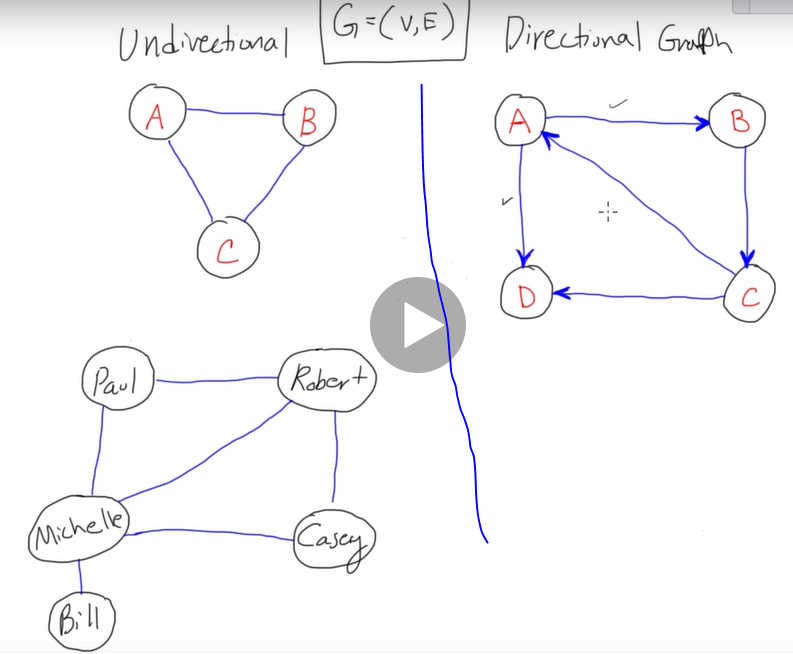 Undirectional
G=(V,E)
Directional Graph
A
B
C
A
B
D
C
Paul
Robert
Michelle
Casey
Bill